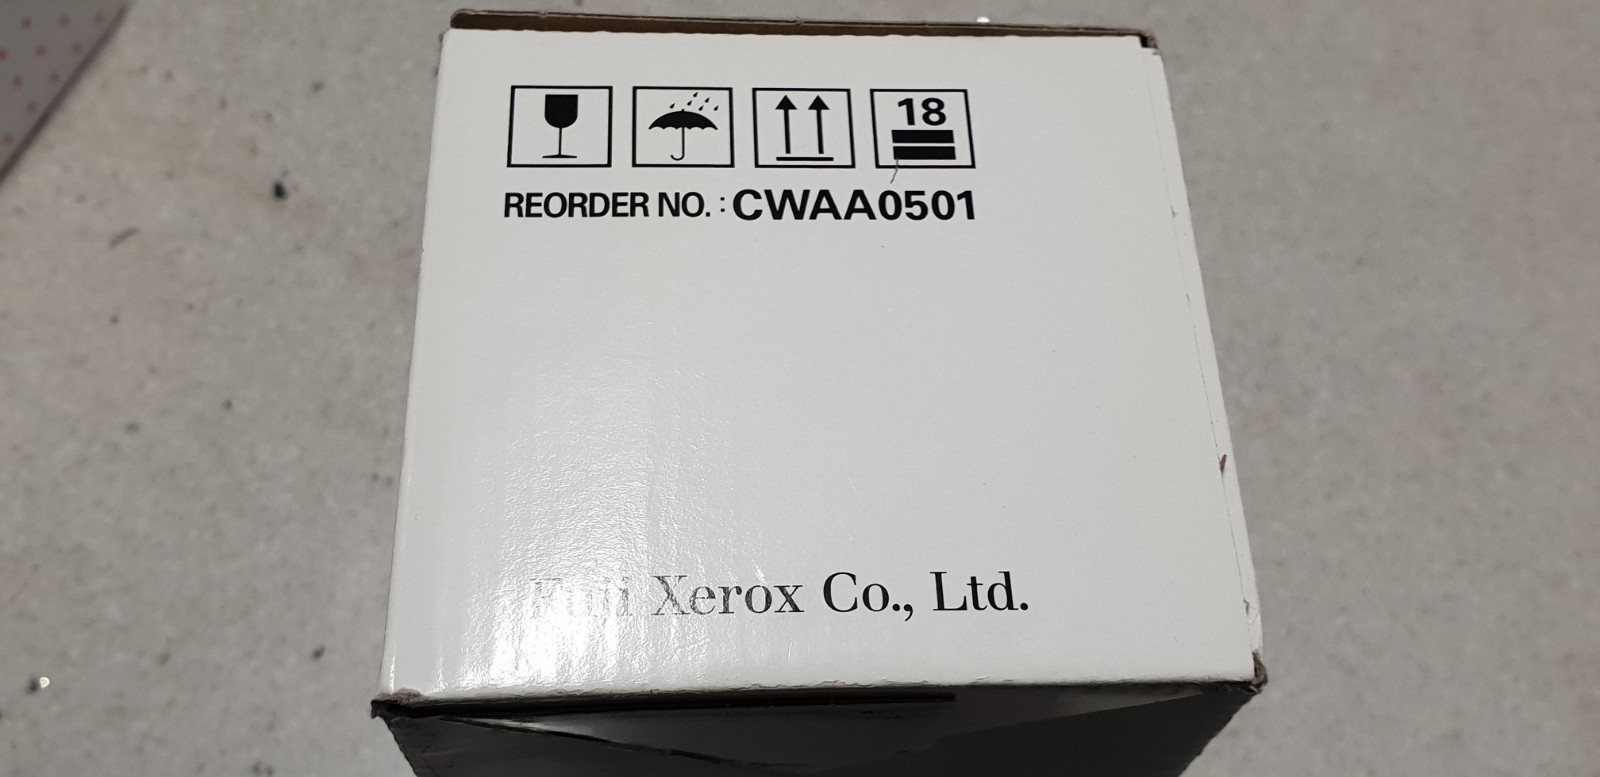 18
REORDER NO.: CWAA0501
Fuji Xerox Co., Ltd.